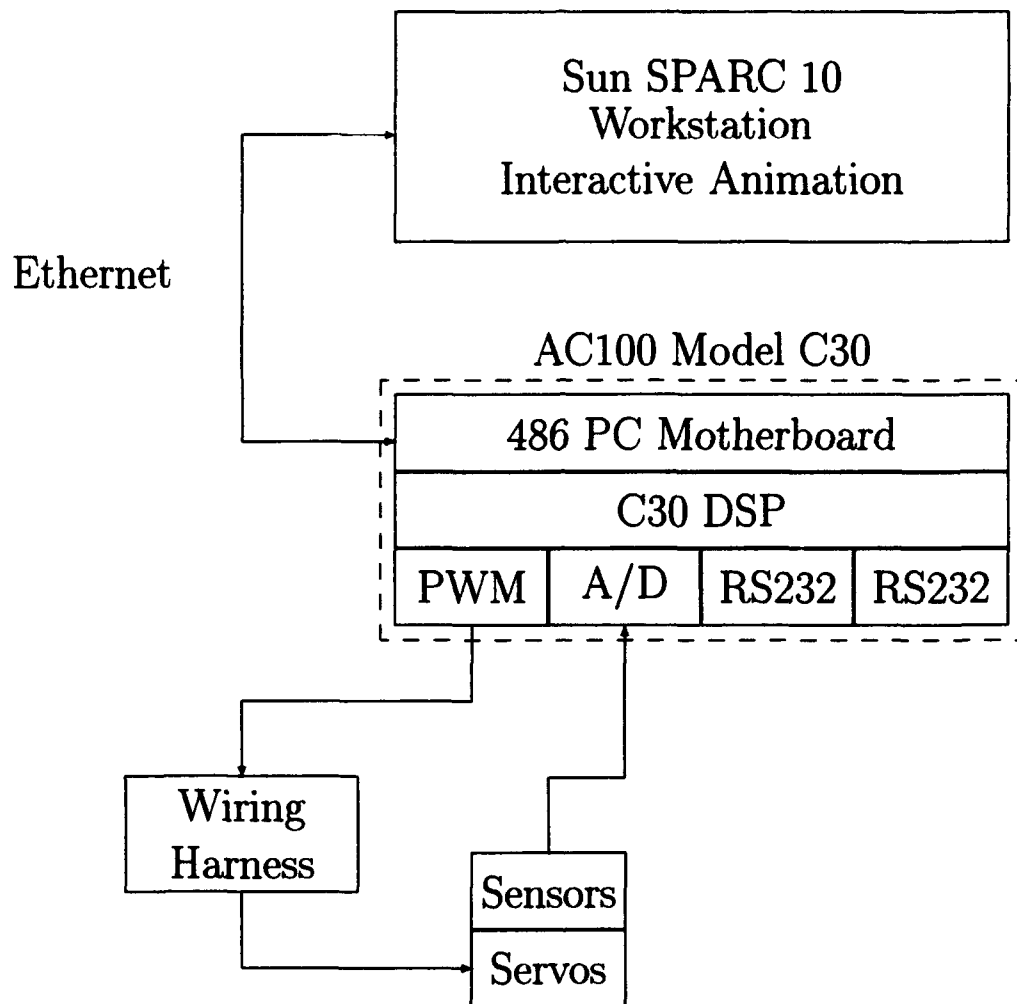 Sun SPARC 10
Workstation
Interactive Animation
Ethernet
AC100 Model C30
486 PC Motherboard
C30 DSP
PWM
A/D
RS232
RS232
Wiring
Harness
Sensors
Servos